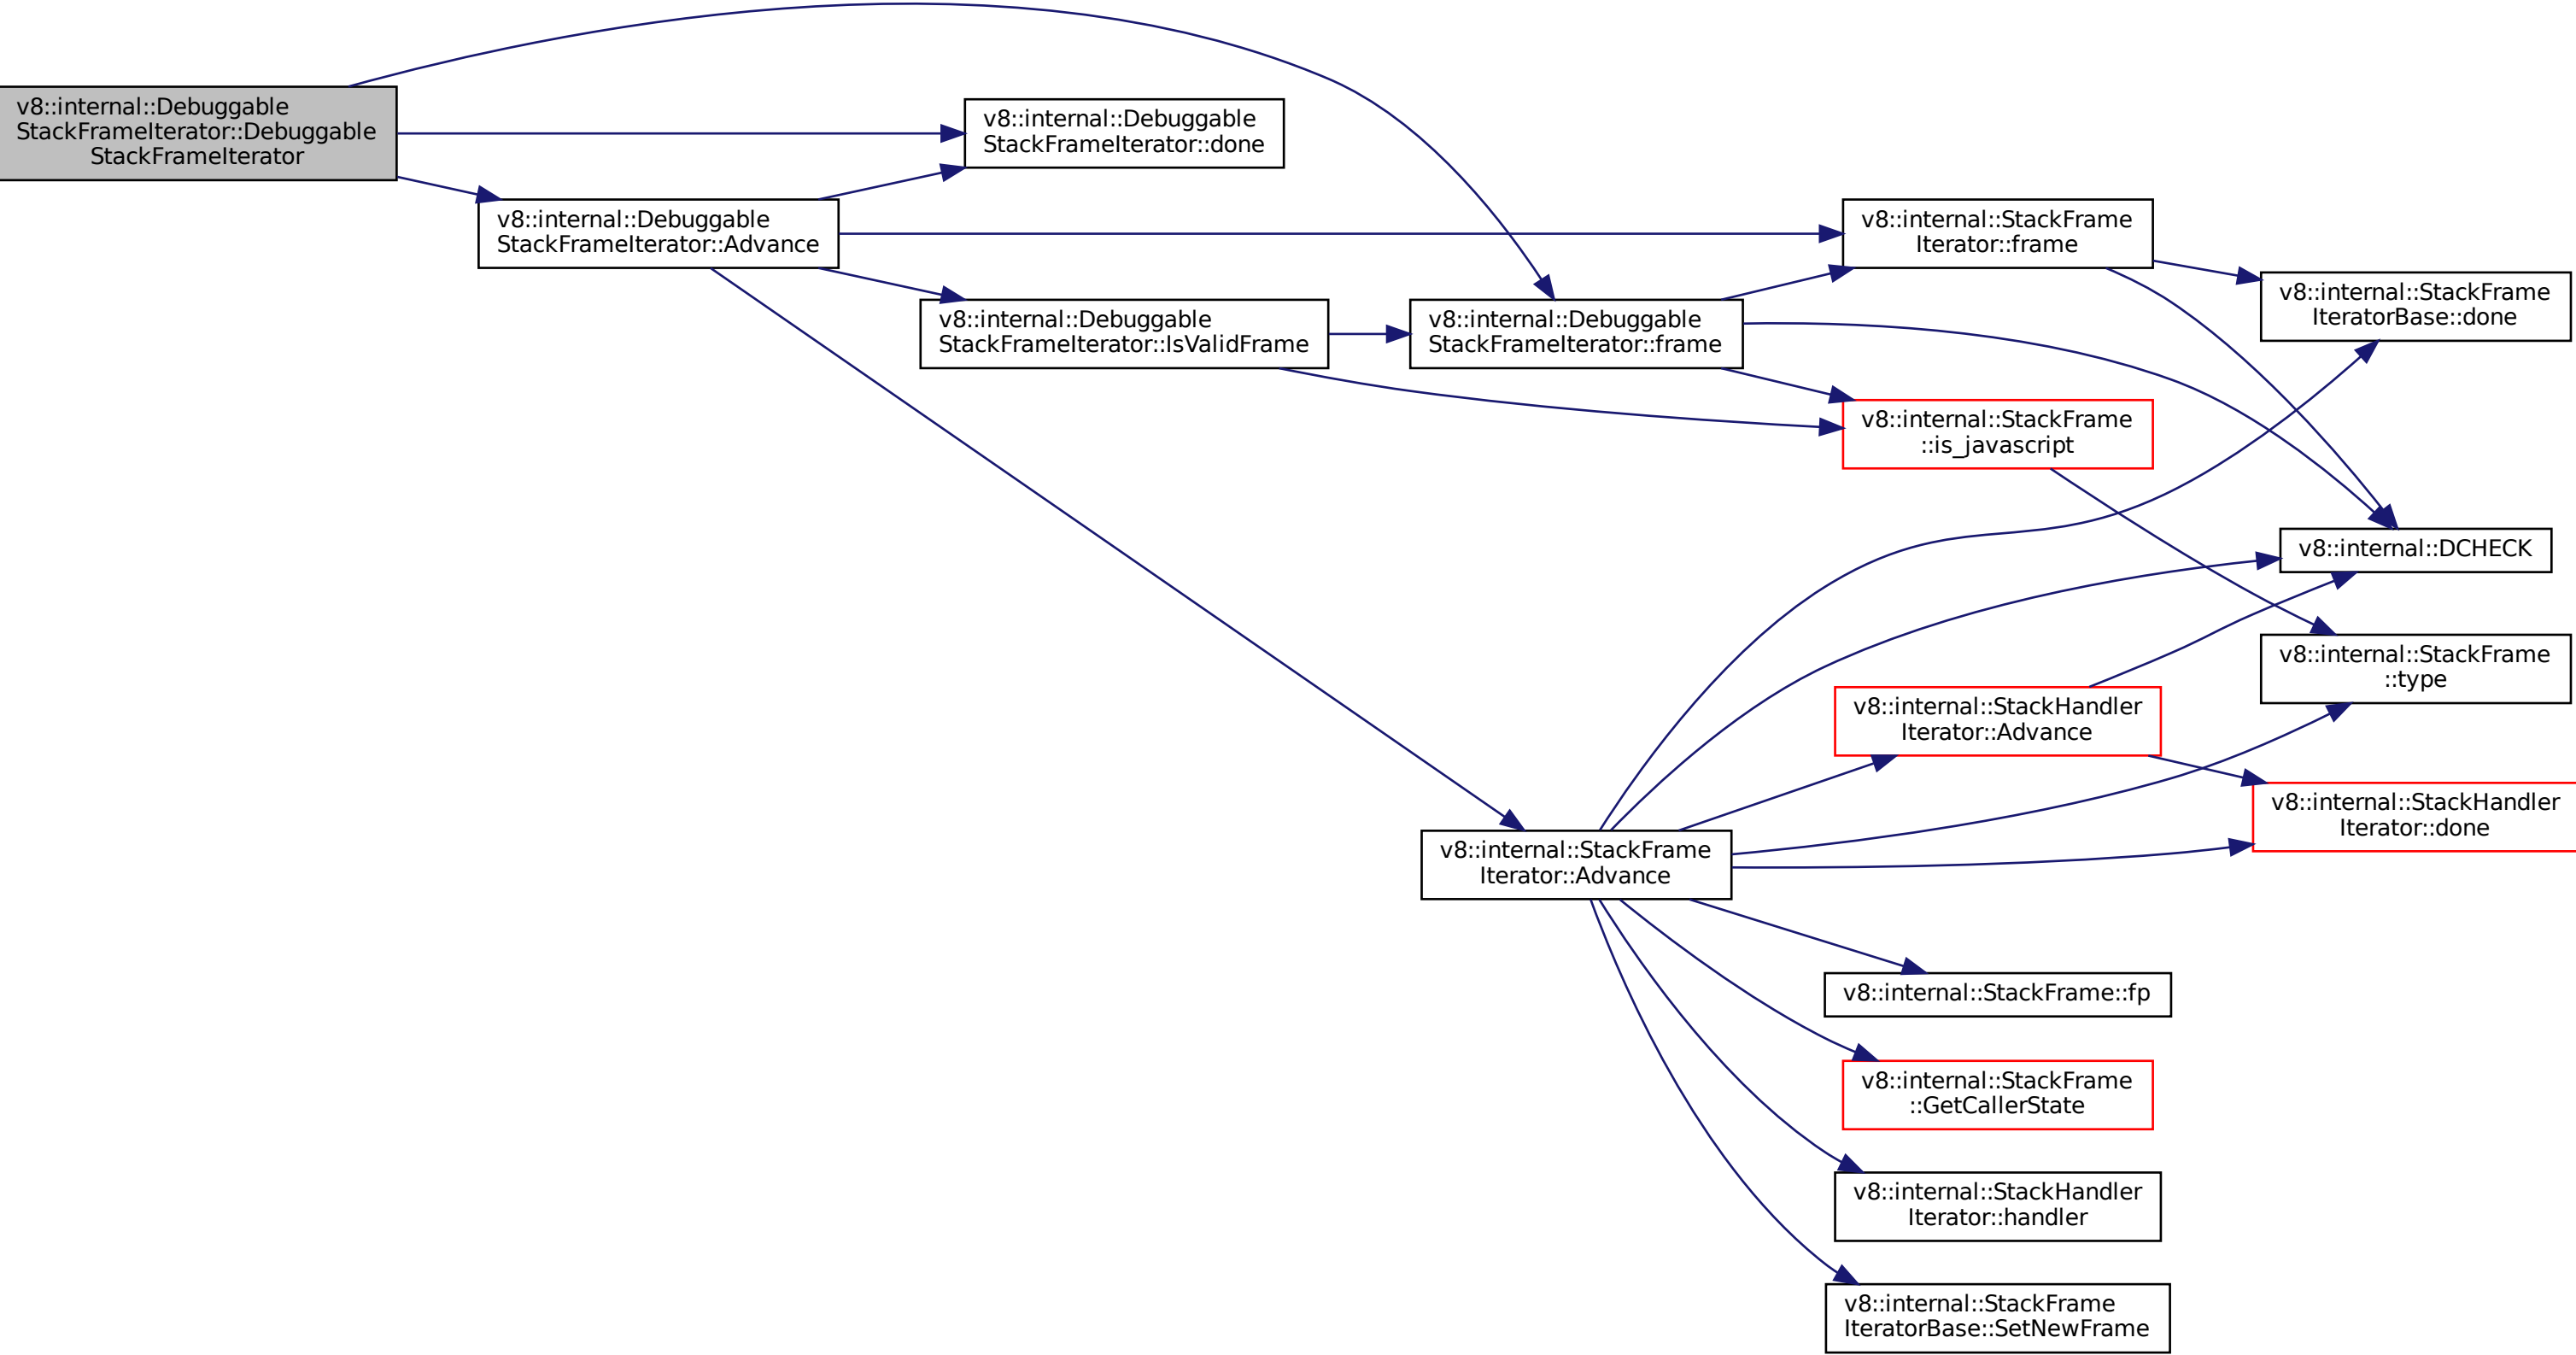 v8::internal::Debuggable
StackFrameIterator::Debuggable
StackFrameIterator
v8::internal::Debuggable
StackFrameIterator::done
v8::internal::Debuggable
StackFrameIterator::Advance
v8::internal::StackFrame
Iterator::frame
v8::internal::StackFrame
IteratorBase::done
v8::internal::Debuggable
StackFrameIterator::IsValidFrame
v8::internal::Debuggable
StackFrameIterator::frame
v8::internal::StackFrame
::is_javascript
v8::internal::DCHECK
v8::internal::StackFrame
::type
v8::internal::StackHandler
Iterator::Advance
v8::internal::StackHandler
Iterator::done
v8::internal::StackFrame
Iterator::Advance
v8::internal::StackFrame::fp
v8::internal::StackFrame
::GetCallerState
v8::internal::StackHandler
Iterator::handler
v8::internal::StackFrame
IteratorBase::SetNewFrame